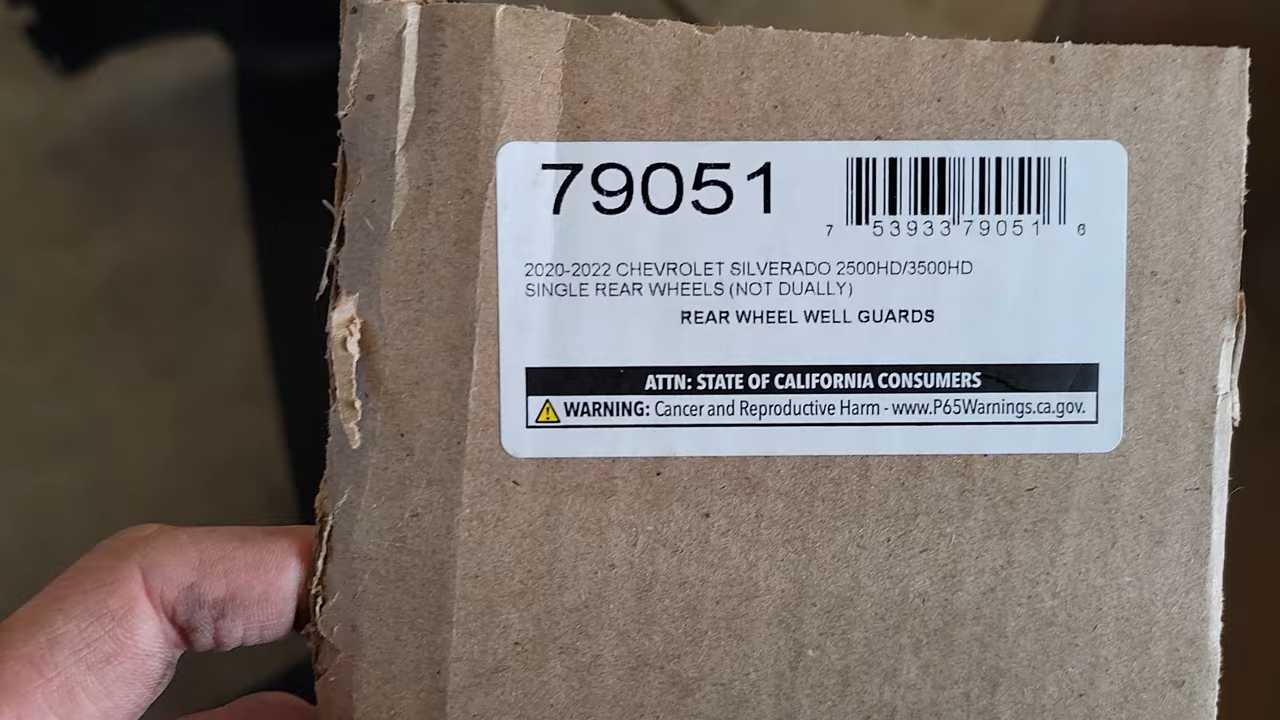 79051
7 53933 79051 6
2020-2022 CHEVROLET SILVERADO 2500HD/3500HD
SINGLE REAR WHEELS (NOT DUALLY)
REAR WHEEL WELL GUARDS
ATTN: STATE OF CALIFORNIA CONSUMERS
WARNING: Cancer and Reproductive Harm - www.P65Warnings.ca.gov.